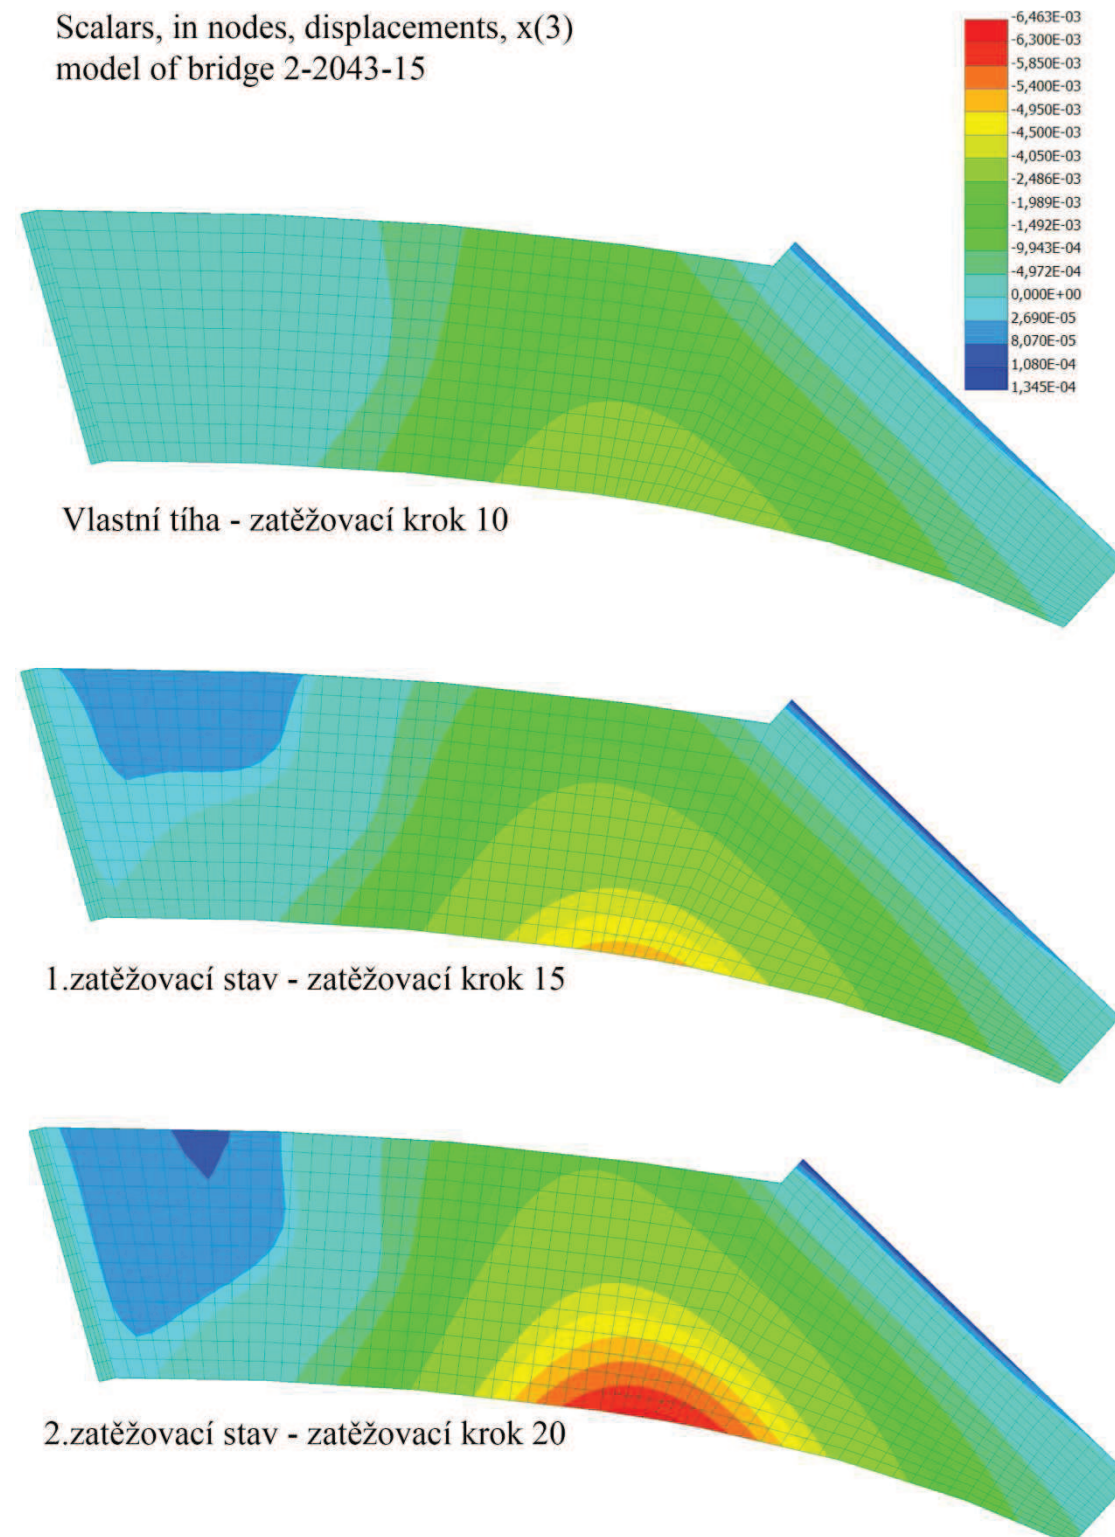 Scalars, in nodes, displacements, x(3)
model of bridge 2-2043-15
-6,463E-03
-6,300E-03
-5,850E-03
-5,400E-03
-4,950E-03
-4,500E-03
-4,050E-03
-2,486E-03
-1,989E-03
-1,492E-03
-9,943E-04
-4,972E-04
0,000E+00
2,690E-05
8,070E-05
1,080E-04
1,345E-04
Vlastní tíha - zatěžovací krok 10
1.zatěžovací stav - zatěžovací krok 15
2.zatěžovací stav - zatěžovací krok 20